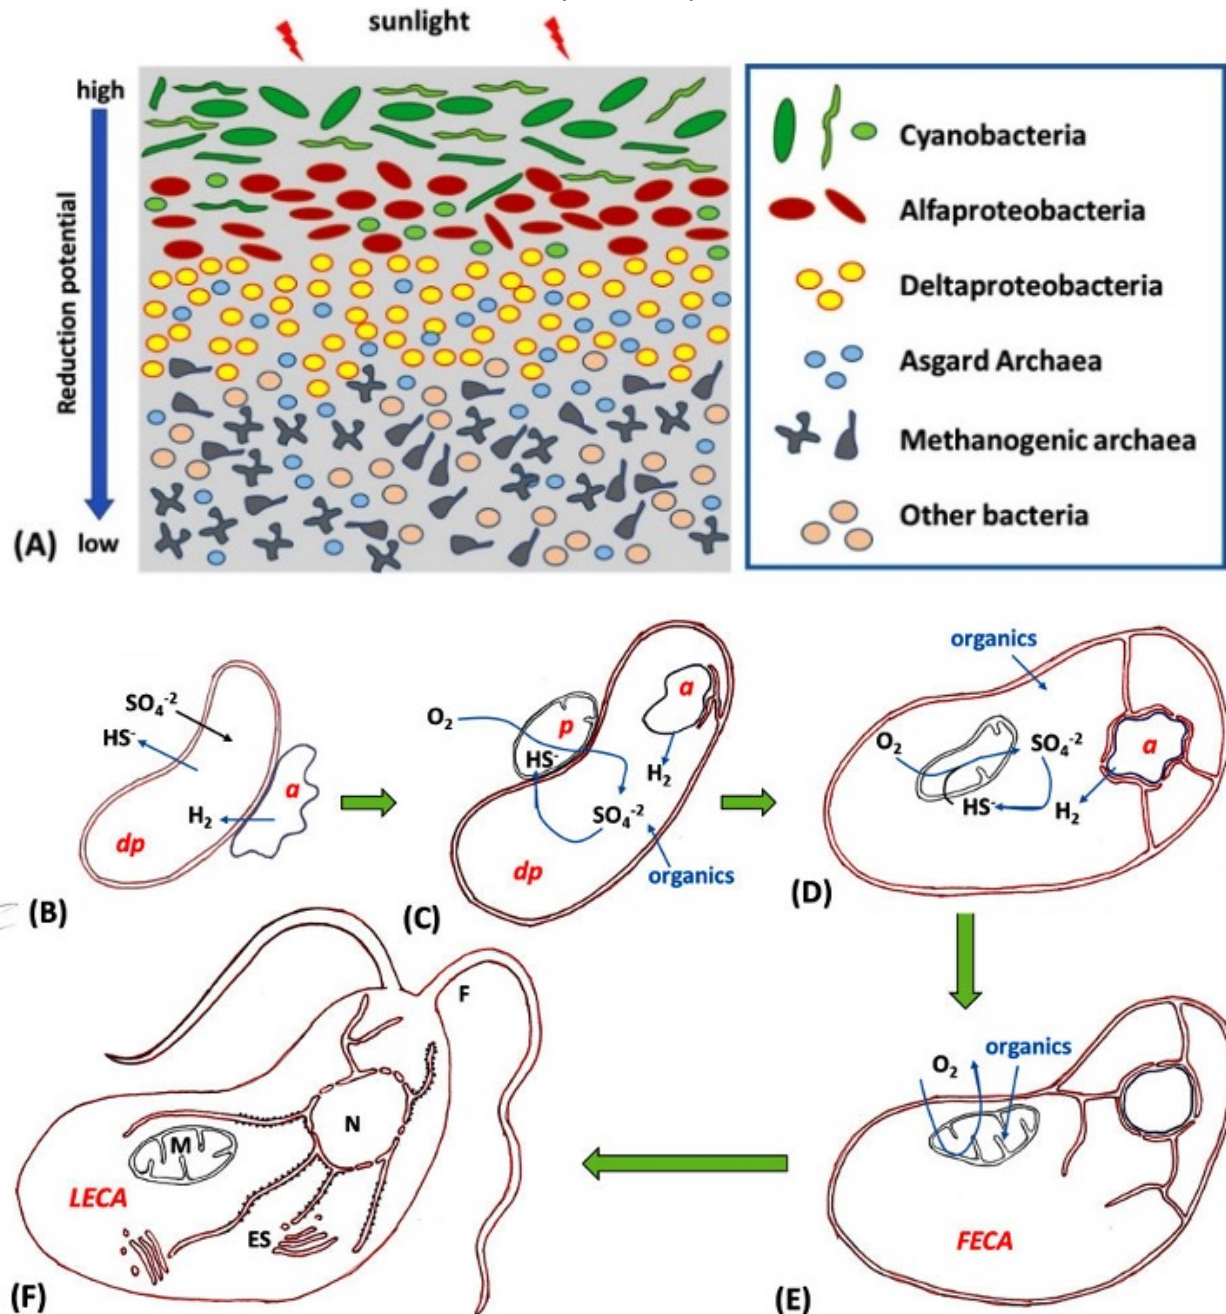 sunlight
high
Reduction potential
(A)
low
Cyanobacteria
Alfaproteobacteria
Deltaproteobacteria
Asgard Archaea
Methanogenic archaea
Other bacteria
SO₄⁻²
HS⁻
H₂
a
dp
(B)
O₂
p
a
HS⁻
H₂
SO₄⁻²
dp
organics
(C)
organics
O₂
SO₄⁻²
a
HS⁻
H₂
(D)
O₂
organics
FECA
(E)
F
N
M
LECA
ES
(F)